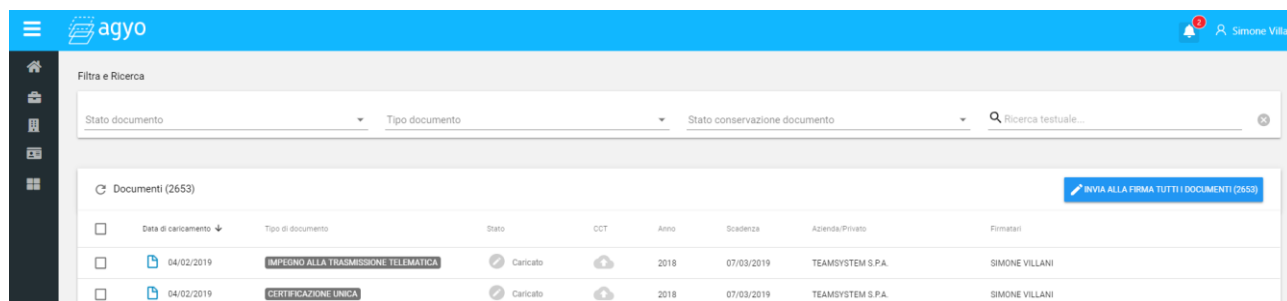 agyo
2
Simone Villa
Filtra e Ricerca
Stato documento Tipo documento Stato conservazione documento Ricerca testuale...
Documenti (2653) INVIA ALLA FIRMA TUTTI I DOCUMENTI (2653)
Data di caricamento Tipo di documento Stato CCT Anno Scadenza Azienda/Privato Firmatari
04/02/2019 IMPEGNO ALLA TRASMISSIONE TELEMATICA Caricato 2018 07/03/2019 TEAMSYSTEM S.P.A. SIMONE VILLANI
04/02/2019 CERTIFICAZIONE UNICA Caricato 2018 07/03/2019 TEAMSYSTEM S.P.A. SIMONE VILLANI